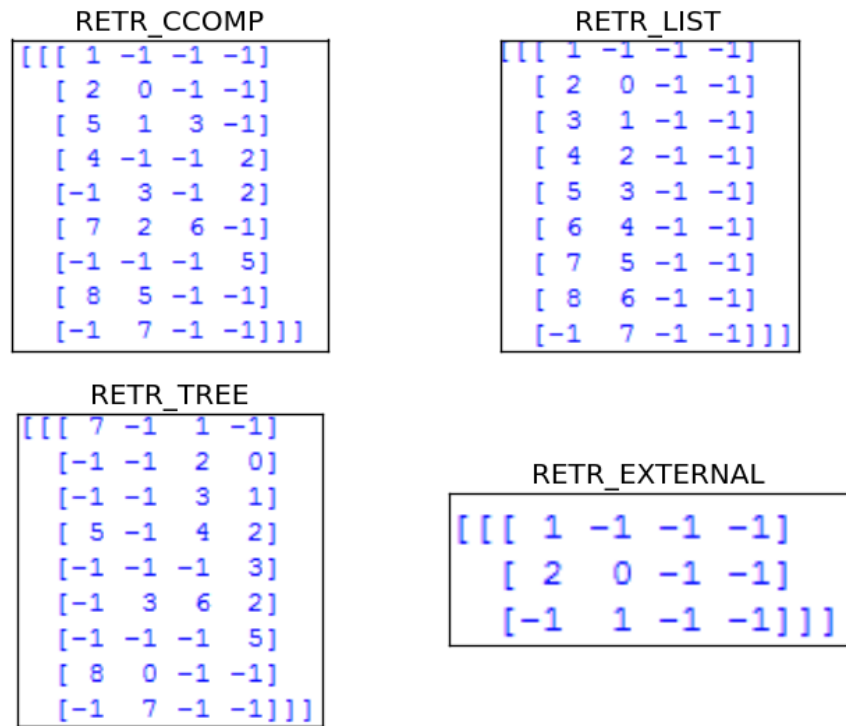 RETR_CCOMP
[[[ 1 -1 -1 -1]
[ 2 0 -1 -1]
[ 5 1 3 -1]
[ 4 -1 -1 2]
[-1 3 -1 2]
[ 7 2 6 -1]
[-1 -1 -1 5]
[ 8 5 -1 -1]
[-1 7 -1 -1]]]
RETR_LIST
[[[ 1 -1 -1 -1]
[ 2 0 -1 -1]
[ 3 1 -1 -1]
[ 4 2 -1 -1]
[ 5 3 -1 -1]
[ 6 4 -1 -1]
[ 7 5 -1 -1]
[ 8 6 -1 -1]
[-1 7 -1 -1]]]
RETR_TREE
[[[ 7 -1 1 -1]
[-1 -1 2 0]
[-1 -1 3 1]
[ 5 -1 4 2]
[-1 -1 -1 3]
[-1 3 6 2]
[-1 -1 -1 5]
[ 8 0 -1 -1]
[-1 7 -1 -1]]]
RETR_EXTERNAL
[[[ 1 -1 -1 -1]
[ 2 0 -1 -1]
[-1 1 -1 -1]]]